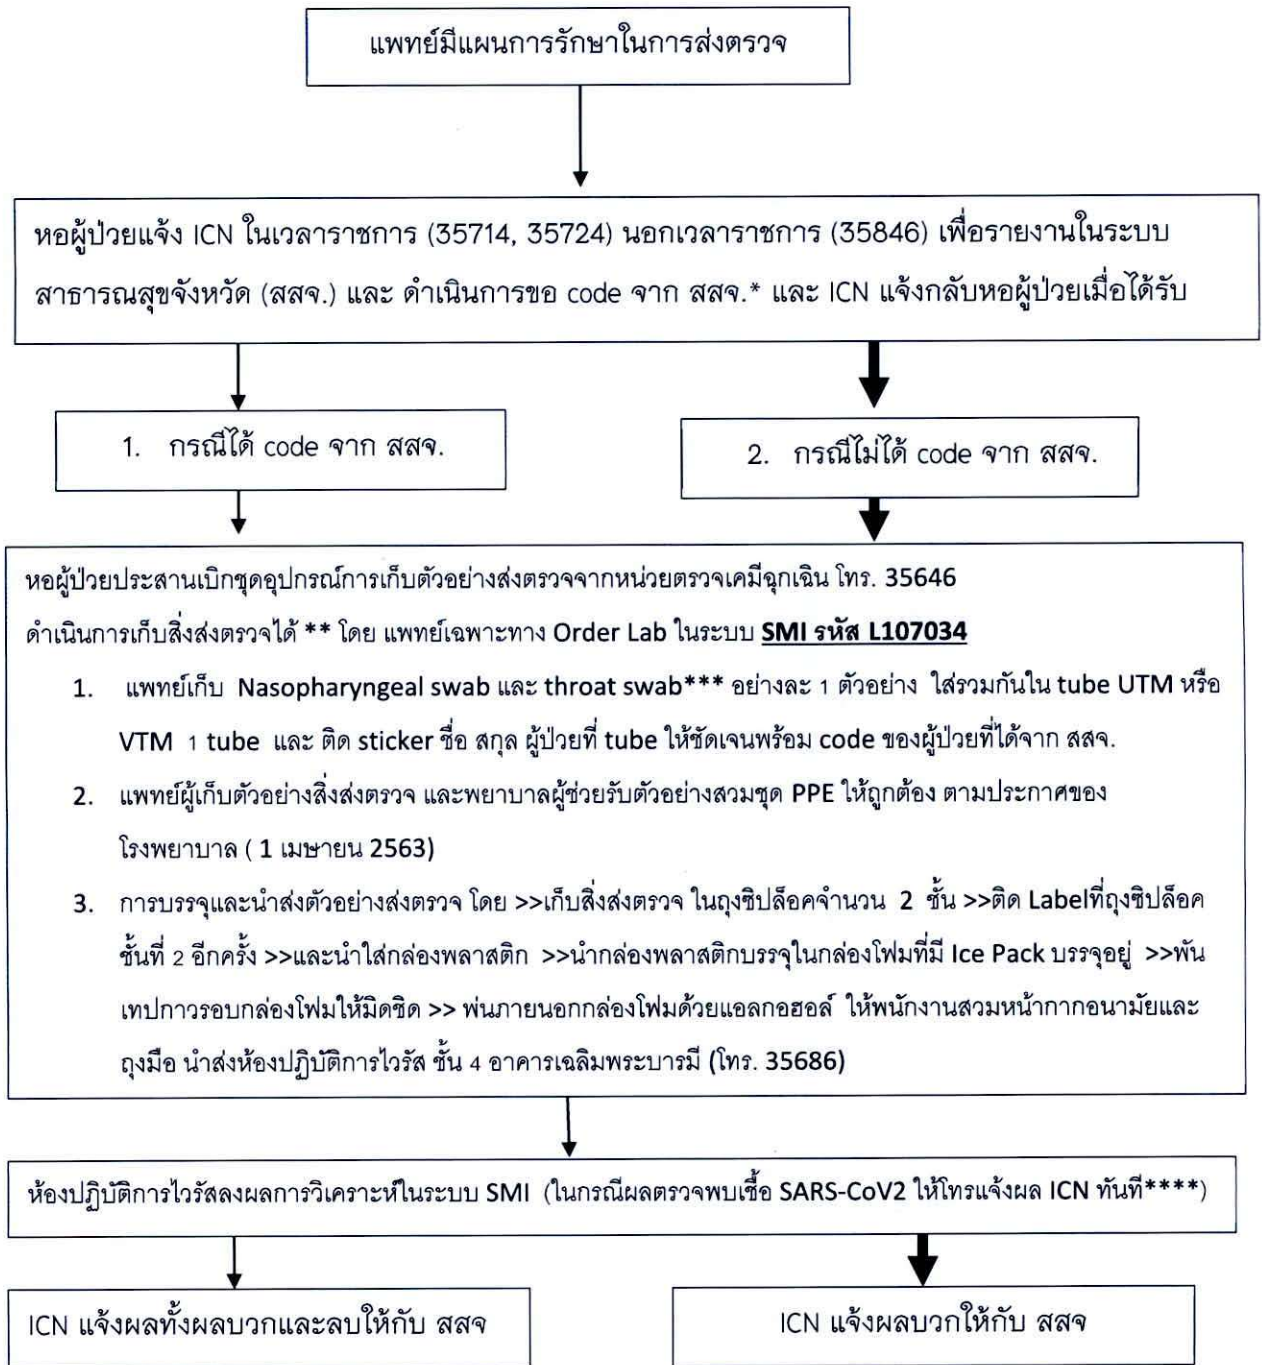 แพทย์มีแผนการรักษาในการส่งตรวจ
หอผู้ป่วยแจ้ง ICN ในเวลาราชการ (35714, 35724) นอกเวลาราชการ (35846) เพื่อรายงานในระบบ
สาธารณสุขจังหวัด (สสจ.) และ ดำเนินการขอ code จาก สสจ.* และ ICN แจ้งกลับหอผู้ป่วยเมื่อได้รับ
1. กรณีได้ code จาก สสจ.
2. กรณีไม่ได้ code จาก สสจ.
หอผู้ป่วยประสานเบิกชุดอุปกรณ์การเก็บตัวอย่างส่งตรวจจากหน่วยตรวจเคมีฉุกเฉิน โทร. 35646
ดำเนินการเก็บสิ่งส่งตรวจได้ ** โดย แพทย์เฉพาะทาง Order Lab ในระบบ SMI รหัส L107034
1. แพทย์เก็บ Nasopharyngeal swab และ throat swab*** อย่างละ 1 ตัวอย่าง ใส่รวมกันใน tube UTM หรือ
VTM 1 tube และ ติด sticker ชื่อ สกุล ผู้ป่วยที่ tube ให้ชัดเจนพร้อม code ของผู้ป่วยที่ได้จาก สสจ.
2. แพทย์ผู้เก็บตัวอย่างสิ่งส่งตรวจ และพยาบาลผู้ช่วยรับตัวอย่างสวมชุด PPE ให้ถูกต้อง ตามประกาศของ
โรงพยาบาล ( 1 เมษายน 2563)
3. การบรรจุและนำส่งตัวอย่างส่งตรวจ โดย >>เก็บสิ่งส่งตรวจ ในถุงซิปล็อคจำนวน 2 ชั้น >>ติด Labelที่ถุงซิปล็อค
ชั้นที่ 2 อีกครั้ง >>และนำใส่กล่องพลาสติก >>นำกล่องพลาสติกบรรจุในกล่องโฟมที่มี Ice Pack บรรจุอยู่ >>พัน
เทปกาวรอบกล่องโฟมให้มิดชิด >> พ่นภายนอกกล่องโฟมด้วยแอลกอฮอล์ ให้พนักงานสวมหน้ากากอนามัยและ
ถุงมือ นำส่งห้องปฏิบัติการไวรัส ชั้น 4 อาคารเฉลิมพระบารมี (โทร. 35686)
ห้องปฏิบัติการไวรัสลงผลการวิเคราะห์ในระบบ SMI (ในกรณีผลตรวจพบเชื้อ SARS-CoV2 ให้โทรแจ้งผล ICN ทันที****)
ICN แจ้งผลทั้งผลบวกและลบให้กับ สสจ
ICN แจ้งผลบวกให้กับ สสจ